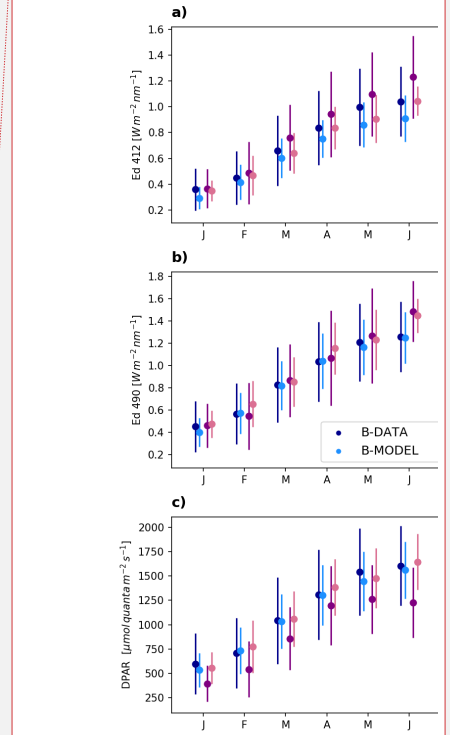 a)
Ed 412 [W m⁻² nm⁻¹]
1.6
1.4
1.2
1.0
0.8
0.6
0.4
0.2
J F M A M J
b)
Ed 490 [W m⁻² nm⁻¹]
1.8
1.6
1.4
1.2
1.0
0.8
0.6
0.4
0.2
B-DATA
B-MODEL
J F M A M J
c)
DPAR [μmol quanta m⁻² s⁻¹]
2000
1750
1500
1250
1000
750
500
250
J F M A M J